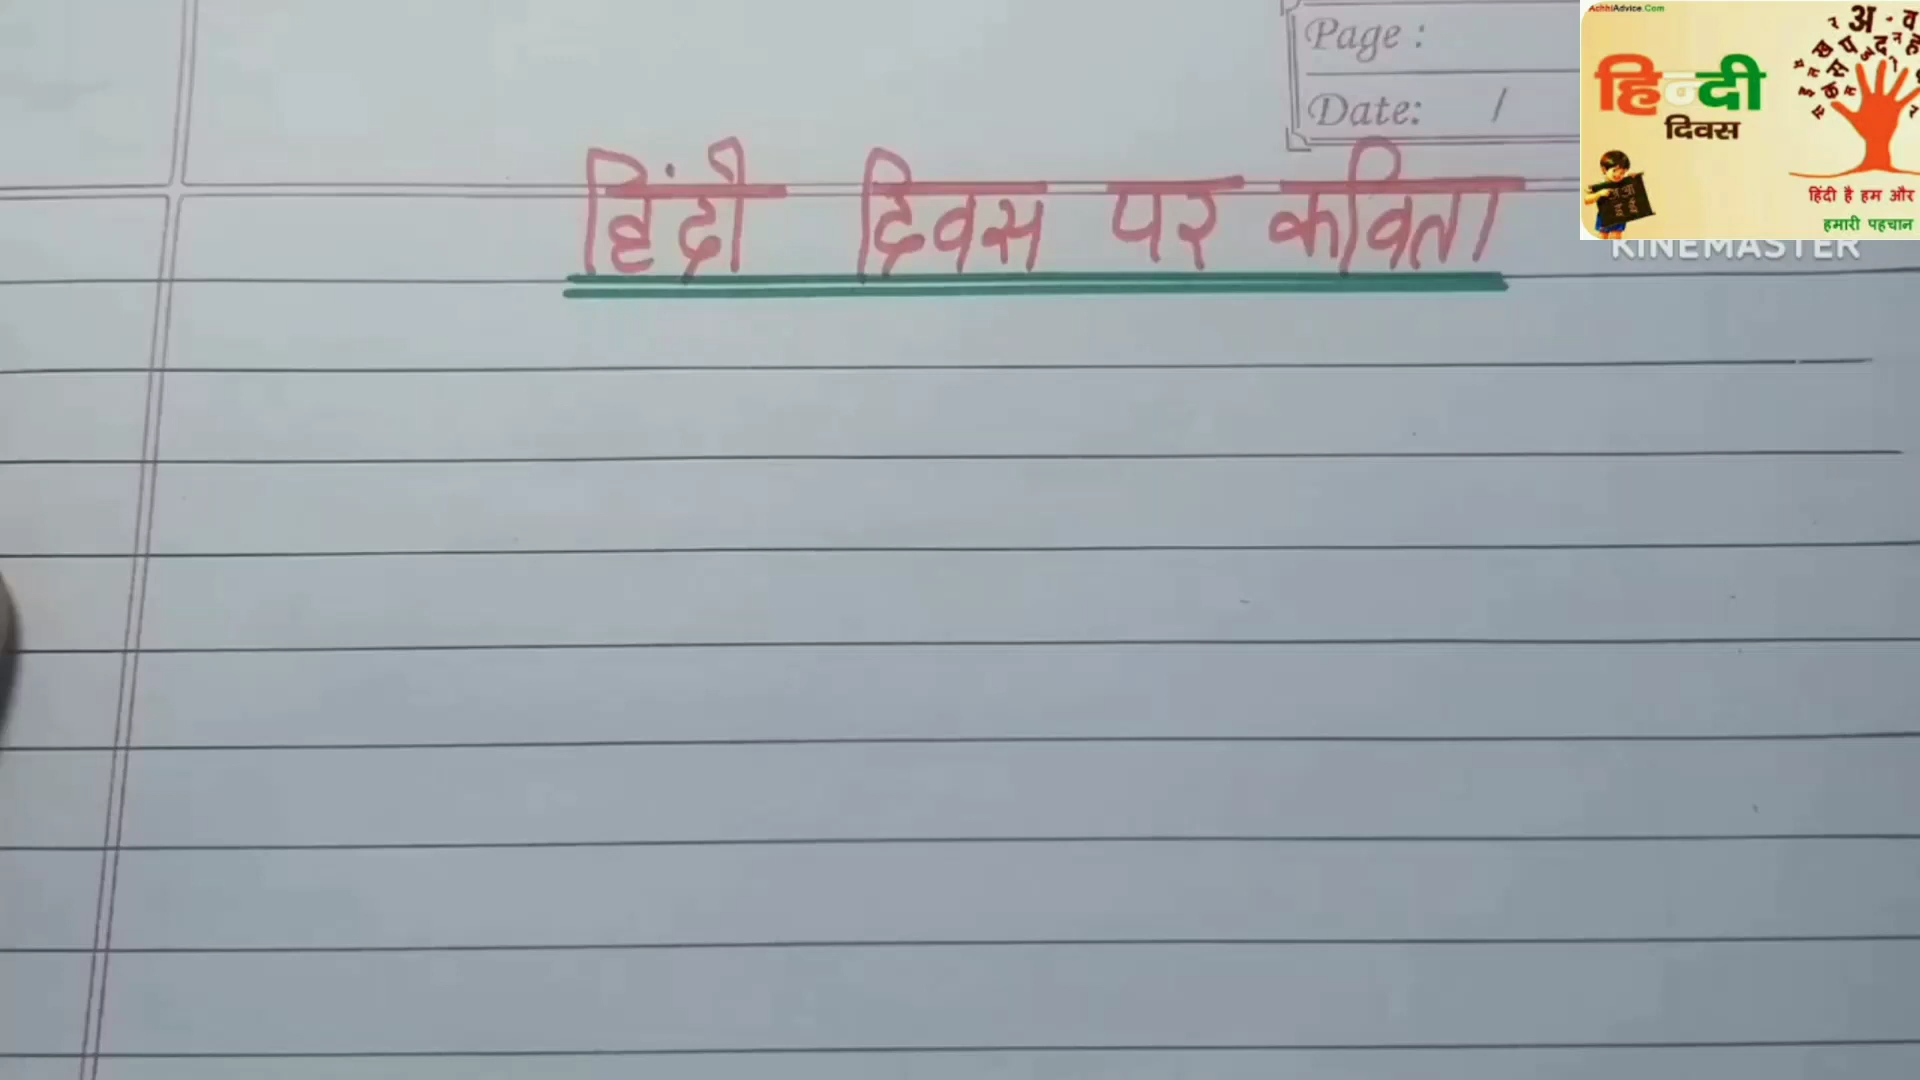 Page :
Date: /
हिंदी दिवस पर कविता
AchhiAdvice.Com
हिन्दी
दिवस
हिंदी है हम और
हमारी पहचान
KINEMASTER